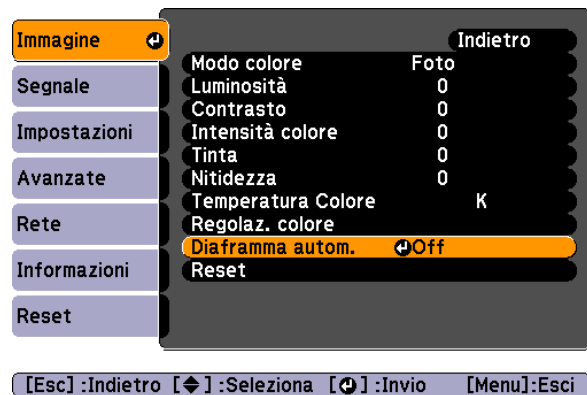 Immagine
Segnale
Impostazioni
Avanzate
Rete
Informazioni
Reset
Indietro
Modo colore Foto
Luminosità 0
Contrasto 0
Intensità colore 0
Tinta 0
Nitidezza 0
Temperatura Colore K
Regolaz. colore
Diaframma autom. Off
Reset
[Esc] :Indietro [◆] :Seleziona [↵] :Invio [Menu]:Esci